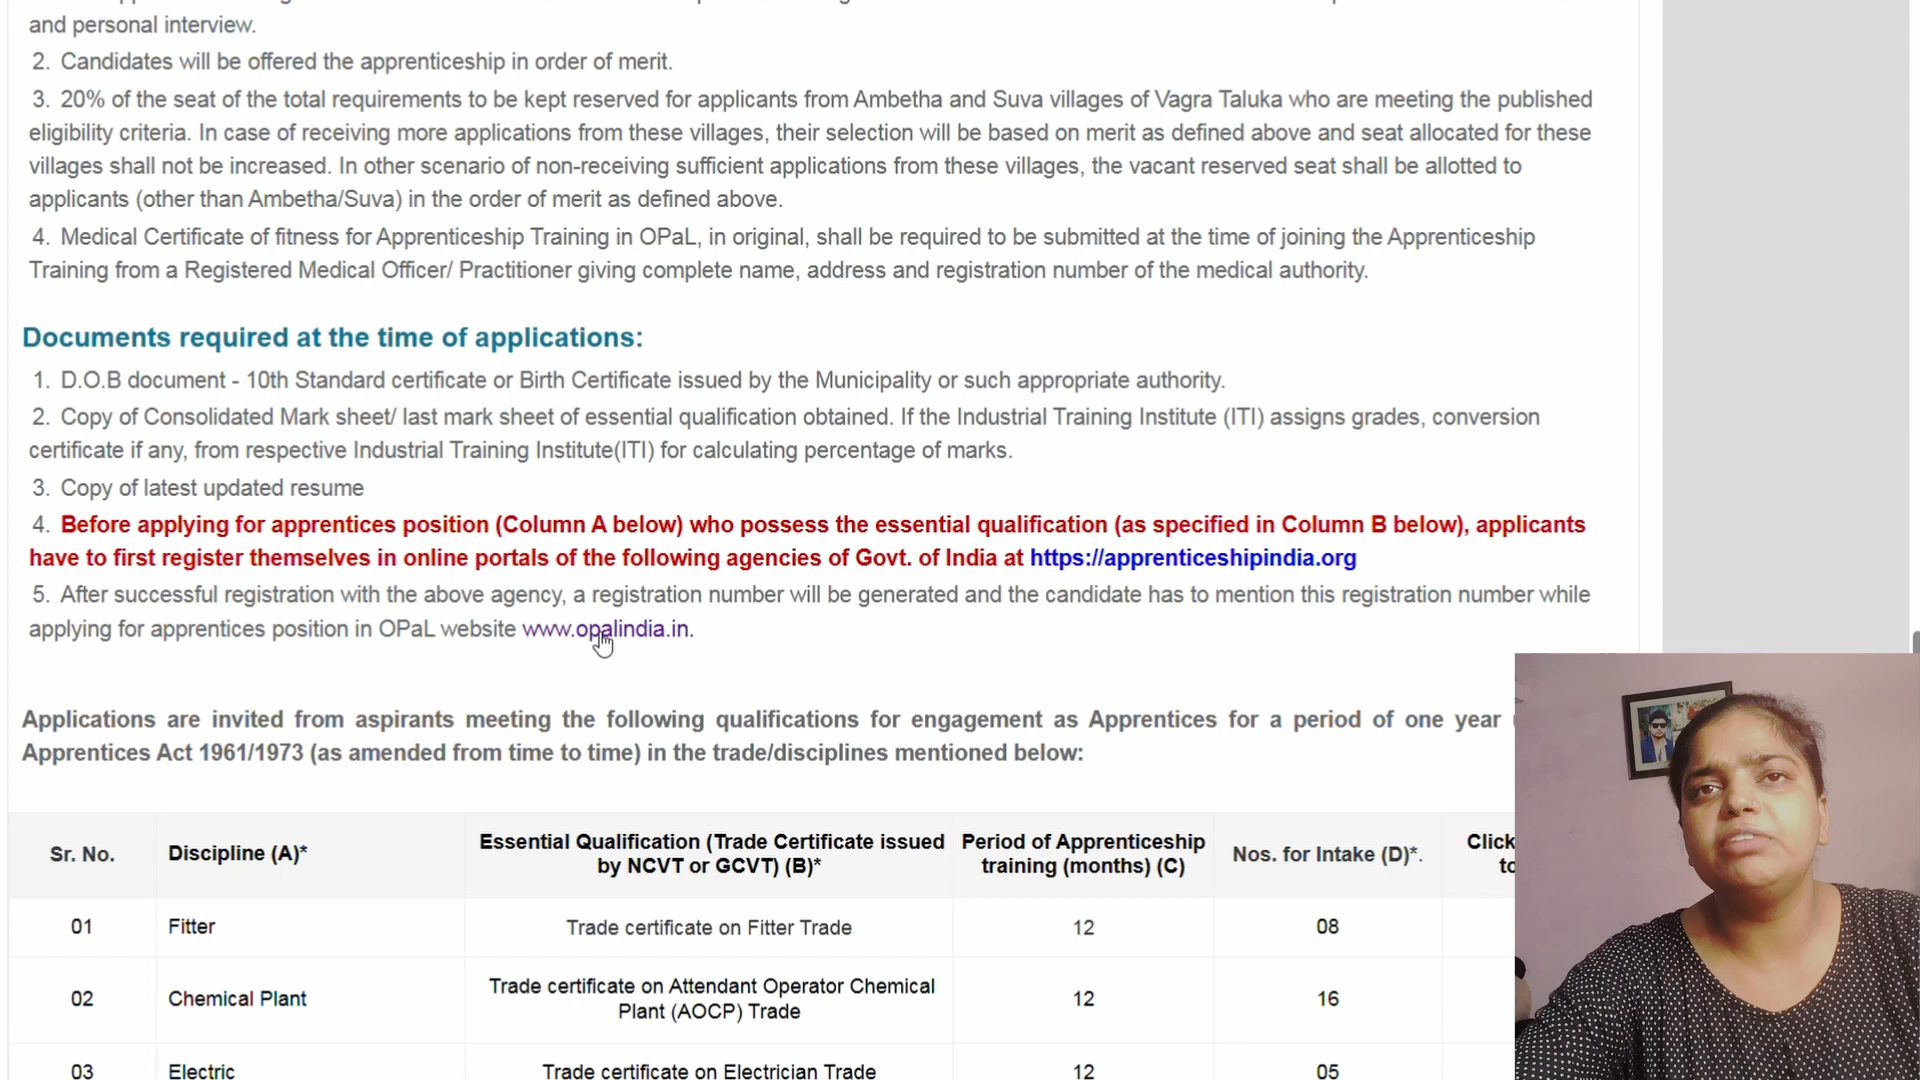 and personal interview.
2. Candidates will be offered the apprenticeship in order of merit.
3. 20% of the seat of the total requirements to be kept reserved for applicants from Ambetha and Suva villages of Vagra Taluka who are meeting the published
eligibility criteria. In case of receiving more applications from these villages, their selection will be based on merit as defined above and seat allocated for these
villages shall not be increased. In other scenario of non-receiving sufficient applications from these villages, the vacant reserved seat shall be allotted to
applicants (other than Ambetha/Suva) in the order of merit as defined above.
4. Medical Certificate of fitness for Apprenticeship Training in OPaL, in original, shall be required to be submitted at the time of joining the Apprenticeship
Training from a Registered Medical Officer/ Practitioner giving complete name, address and registration number of the medical authority.
Documents required at the time of applications:
1. D.O.B document - 10th Standard certificate or Birth Certificate issued by the Municipality or such appropriate authority.
2. Copy of Consolidated Mark sheet/ last mark sheet of essential qualification obtained. If the Industrial Training Institute (ITI) assigns grades, conversion
certificate if any, from respective Industrial Training Institute(ITI) for calculating percentage of marks.
3. Copy of latest updated resume
4. Before applying for apprentices position (Column A below) who possess the essential qualification (as specified in Column B below), applicants
have to first register themselves in online portals of the following agencies of Govt. of India at https://apprenticeshipindia.org
5. After successful registration with the above agency, a registration number will be generated and the candidate has to mention this registration number while
applying for apprentices position in OPaL website www.opalindia.in.
Applications are invited from aspirants meeting the following qualifications for engagement as Apprentices for a period of one year
Apprentices Act 1961/1973 (as amended from time to time) in the trade/disciplines mentioned below:
Sr. No. Discipline (A)* Essential Qualification (Trade Certificate issued by NCVT or GCVT) (B)* Period of Apprenticeship training (months) (C) Nos. for Intake (D)*. Click
01 Fitter Trade certificate on Fitter Trade 12 08
02 Chemical Plant Trade certificate on Attendant Operator Chemical Plant (AOCP) Trade 12 16
03 Electric Trade certificate on Electrician Trade 12 05